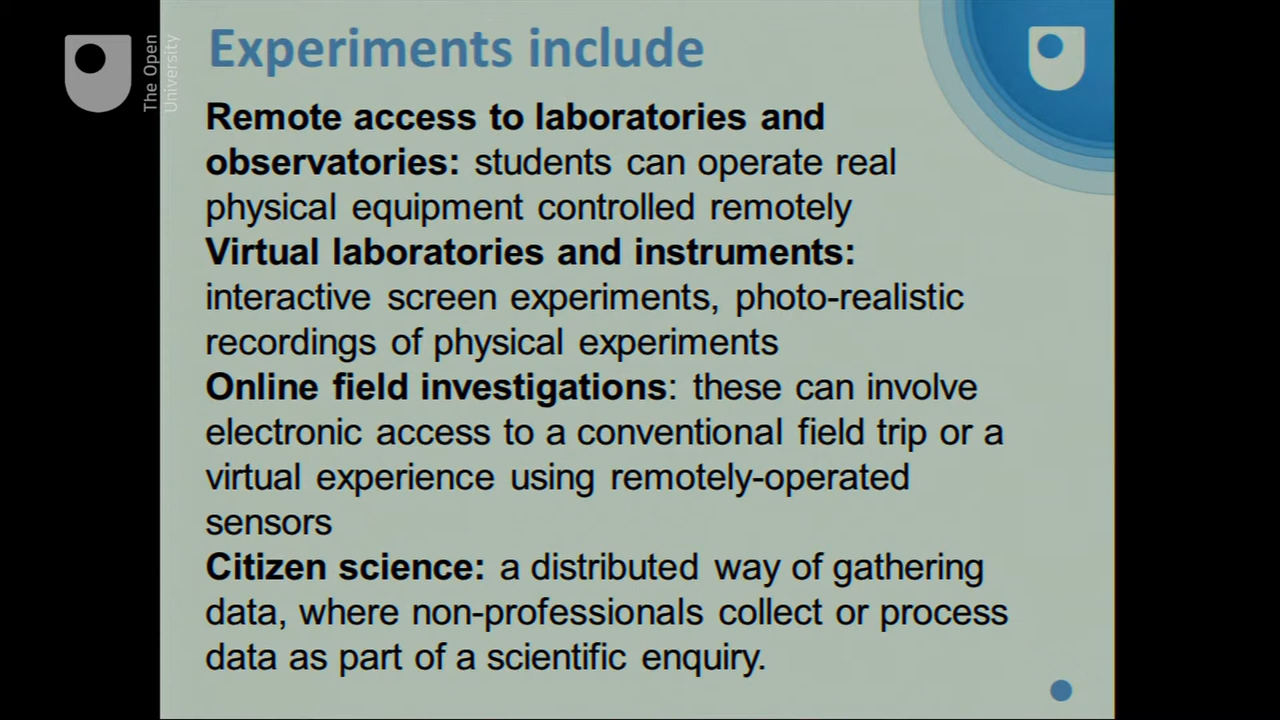 The Open
University
Experiments include
Remote access to laboratories and
observatories: students can operate real
physical equipment controlled remotely
Virtual laboratories and instruments:
interactive screen experiments, photo-realistic
recordings of physical experiments
Online field investigations: these can involve
electronic access to a conventional field trip or a
virtual experience using remotely-operated
sensors
Citizen science: a distributed way of gathering
data, where non-professionals collect or process
data as part of a scientific enquiry.